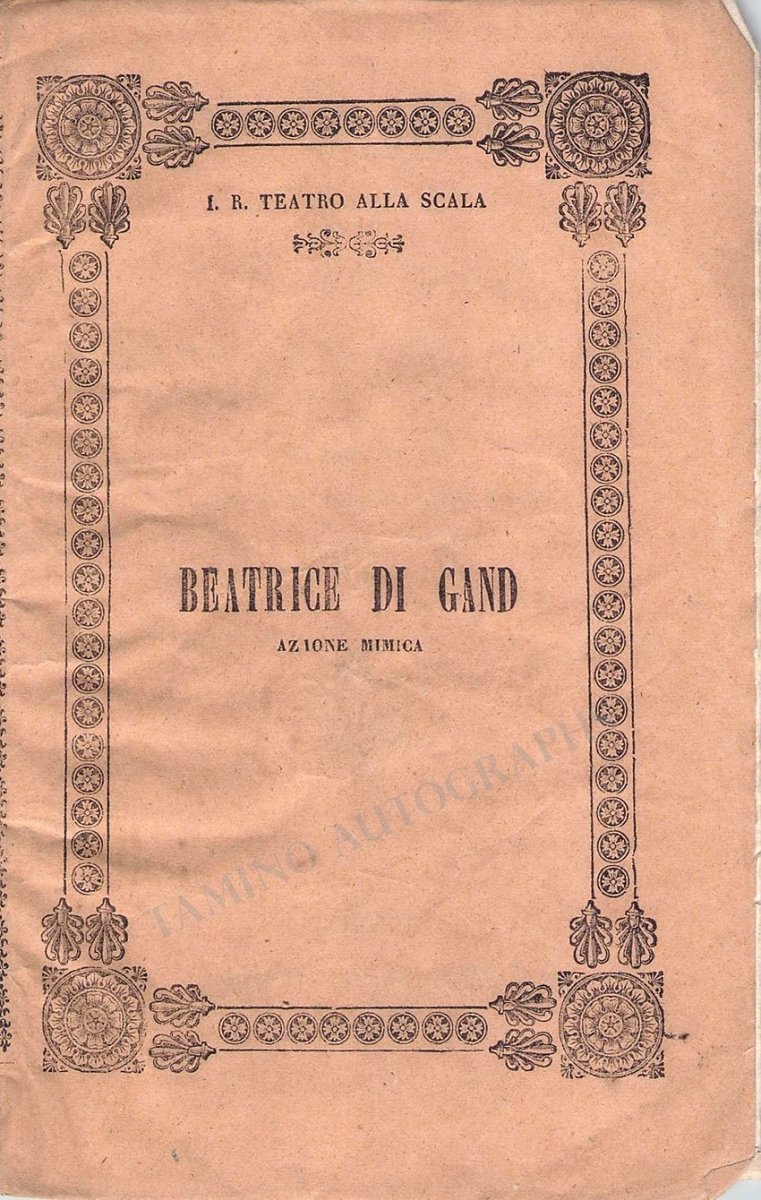 I. R. TEATRO ALLA SCALA
BEATRICE DI GAND
AZIONE MIMICA
TAMINO AUTOGRAPHS